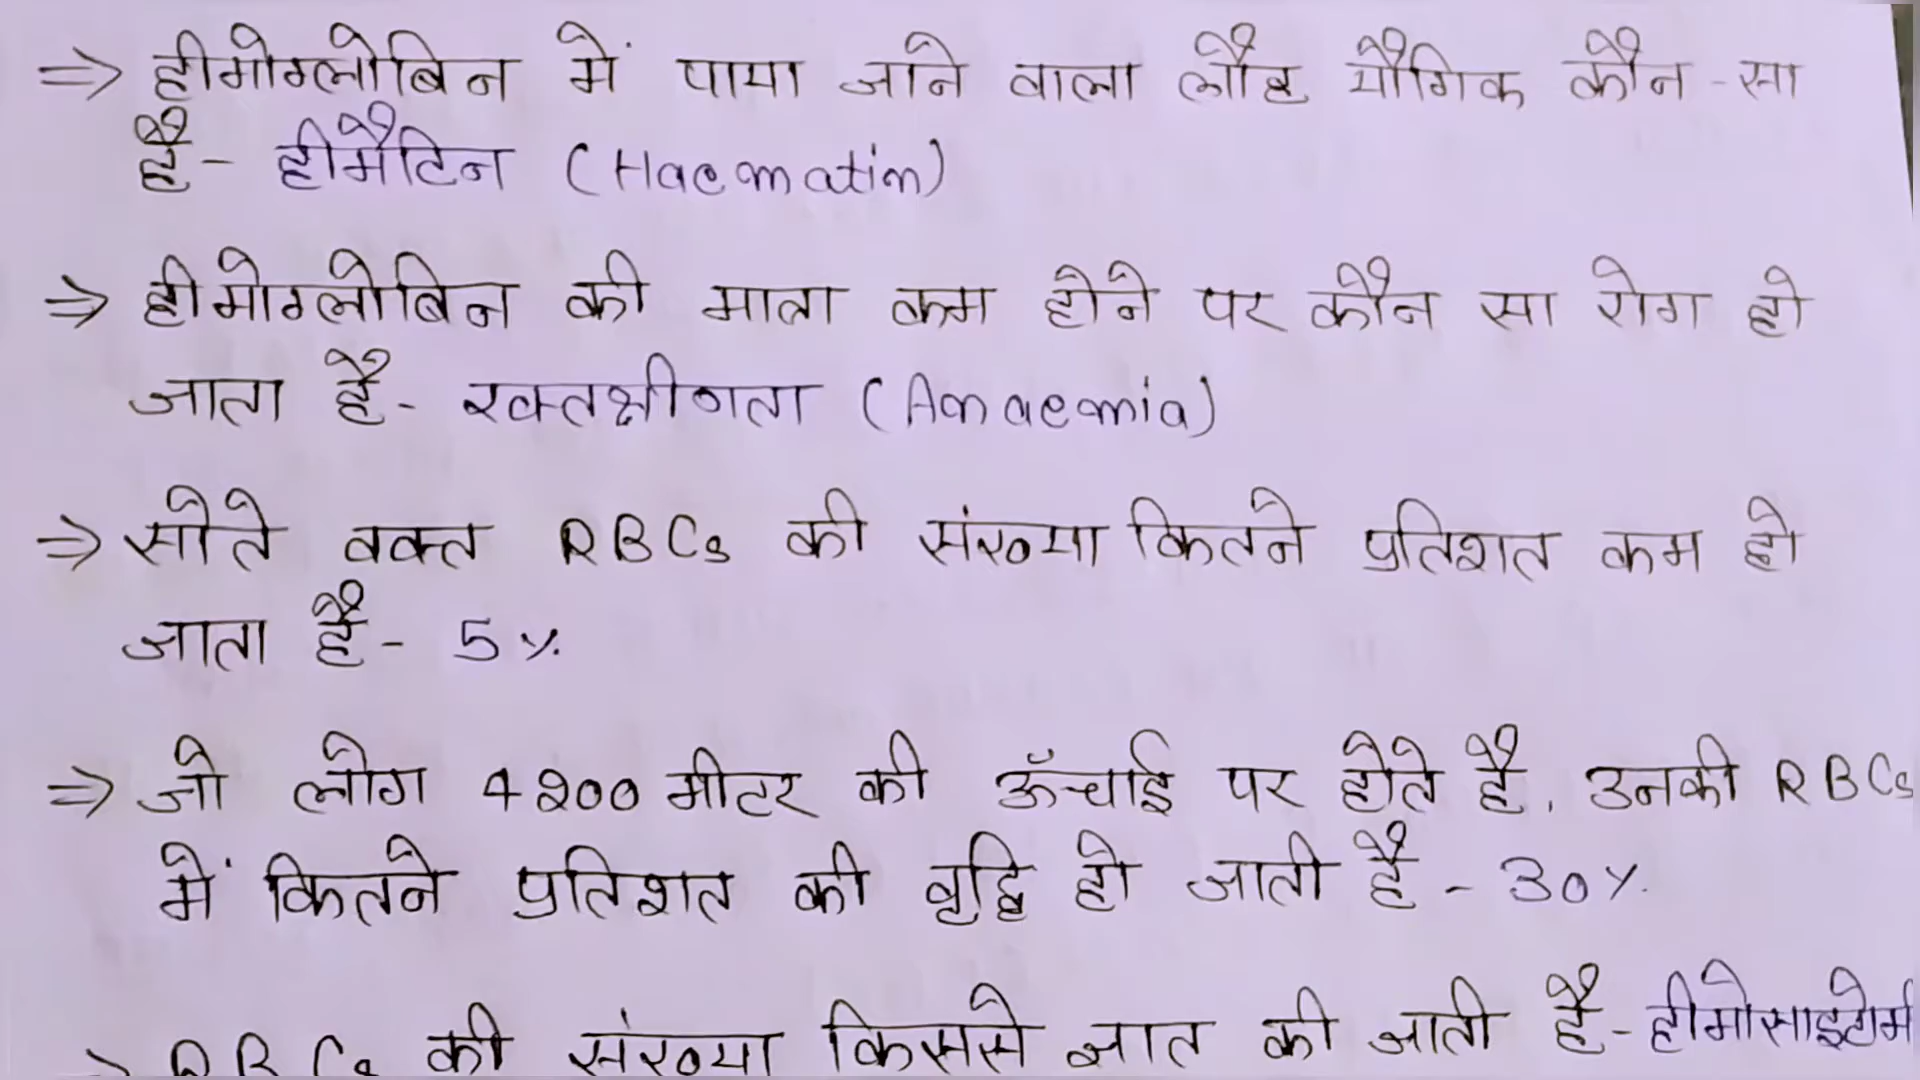 ⇒ हीमोग्लोबिन में पाया जाने वाला लौह यौगिक कौन-सा
है - हीमैटिन (Haematin)
⇒ हीमोग्लोबिन की मात्रा कम होने पर कौन सा रोग हो
जाता है - रक्तक्षीणता (Anaemia)
⇒ सोते वक्त RBCs की संख्या कितने प्रतिशत कम हो
जाता है - 5%
⇒ जो लोग 4200 मीटर की ऊँचाई पर होते है, उनकी RBCs
में कितने प्रतिशत की वृद्धि हो जाती है - 30%
⇒ RBCs की संख्या किससे ज्ञात की जाती है -